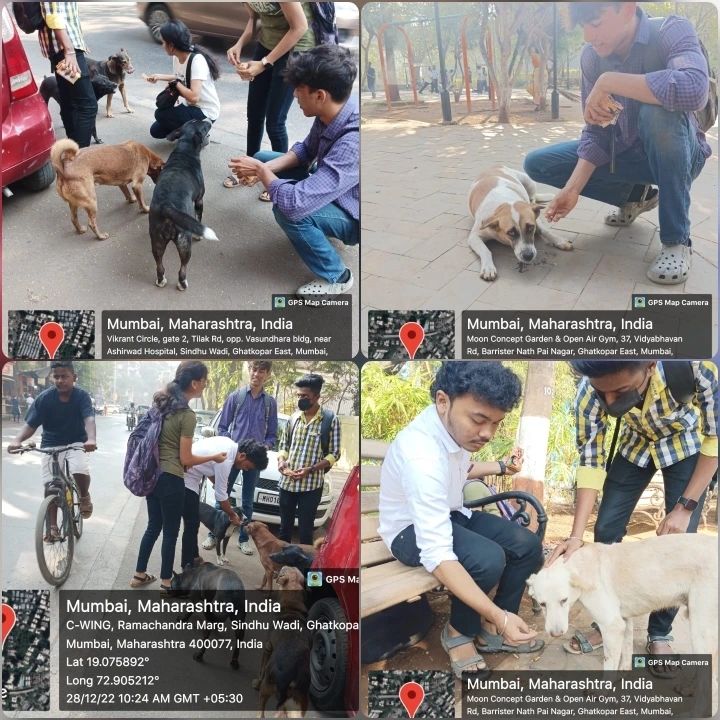 GPS Map Camera
Mumbai, Maharashtra, India
Vikrant Circle, gate 2, Tilak Rd, opp. Vasundhara bldg, near
Ashirwad Hospital, Sindhu Wadi, Ghatkopar East, Mumbai,
GPS Map Camera
Mumbai, Maharashtra, India
Moon Concept Garden & Open Air Gym, 37, Vidyabhavan
Rd, Barrister Nath Pai Nagar, Ghatkopar East, Mumbai,
GPS Ma
Mumbai, Maharashtra, India
C-WING, Ramachandra Marg, Sindhu Wadi, Ghatkopa
Mumbai, Maharashtra 400077, India
Lat 19.075892°
Long 72.905212°
28/12/22 10:24 AM GMT +05:30
GPS Map Camera
Mumbai, Maharashtra, India
Moon Concept Garden & Open Air Gym, 37, Vidyabhavan
Rd, Barrister Nath Pai Nagar, Ghatkopar East, Mumbai,